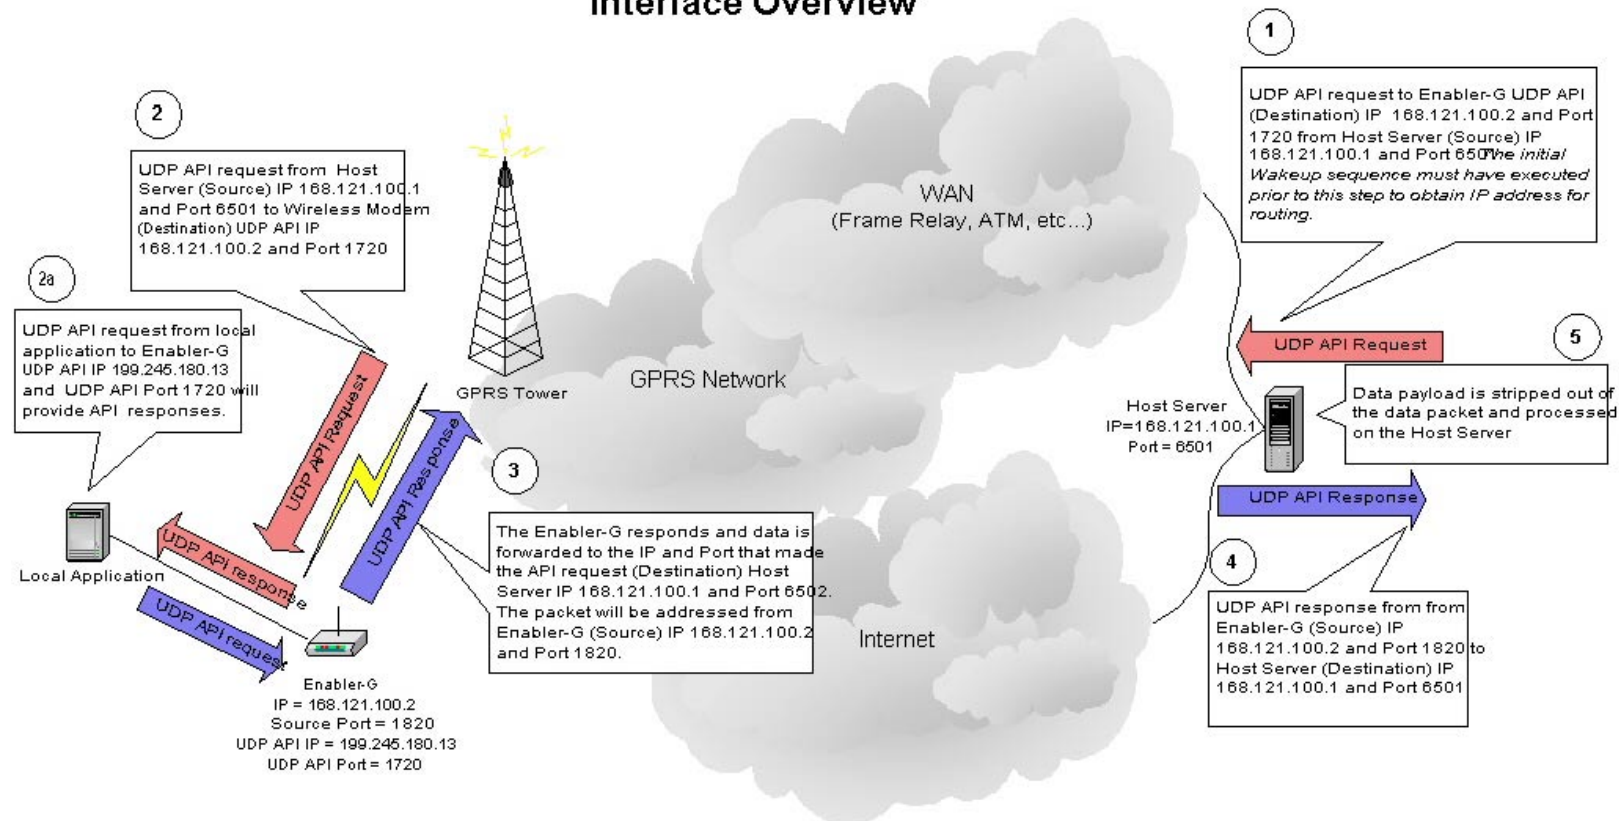 Interface Overview
1
UDP API request to Enabler-G UDP API
(Destination) IP 168.121.100.2 and Port
1720 from Host Server (Source) IP
168.121.100.1 and Port 650 The initial
Wakeup sequence must have executed
prior to this step to obtain IP address for
routing.
2
UDP API request from Host
Server (Source) IP 168.121.100.1
and Port 6501 to Wireless Modem
(Destination) UDP API IP
168.121.100.2 and Port 1720
2a
UDP API request from local
application to Enabler-G
UDP API IP 199.245.180.13
and UDP API Port 1720 will
provide API responses.
WAN
(Frame Relay, ATM, etc...)
GPRS Network
GPRS Tower
Internet
UDP API Request
UDP API Response
UDP API response
UDP API request
Local Application
Enabler-G
IP = 168.121.100.2
Source Port = 1820
UDP API IP = 199.245.180.13
UDP API Port = 1720
3
The Enabler-G responds and data is
forwarded to the IP and Port that made
the API request (Destination) Host
Server IP 168.121.100.1 and Port 6502.
The packet will be addressed from
Enabler-G (Source) IP 168.121.100.2
and Port 1820.
UDP API Request
5
Host Server
IP=168.121.100.1
Port = 6501
Data payload is stripped out of
the data packet and processed
on the Host Server
UDP API Response
4
UDP API response from from
Enabler-G (Source) IP
168.121.100.2 and Port 1820 to
Host Server (Destination) IP
168.121.100.1 and Port 6501